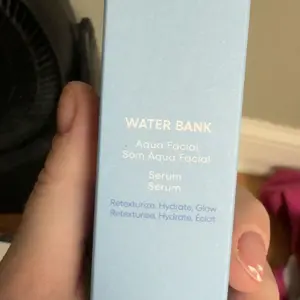 WATER BANK
Aqua Facial
Soin Aqua Facial
Serum
Sérum
Retexturize, Hydrate, Glow
Retexturise, Hydrate, Éclat